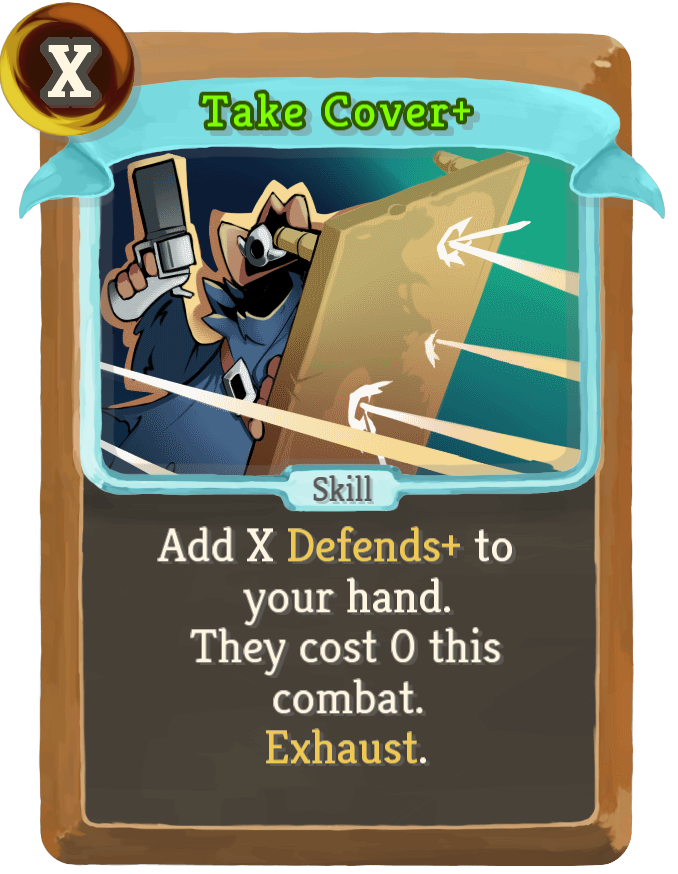 X
Take Cover+
Skill
Add X Defends+ to
your hand.
They cost 0 this
combat.
Exhaust.